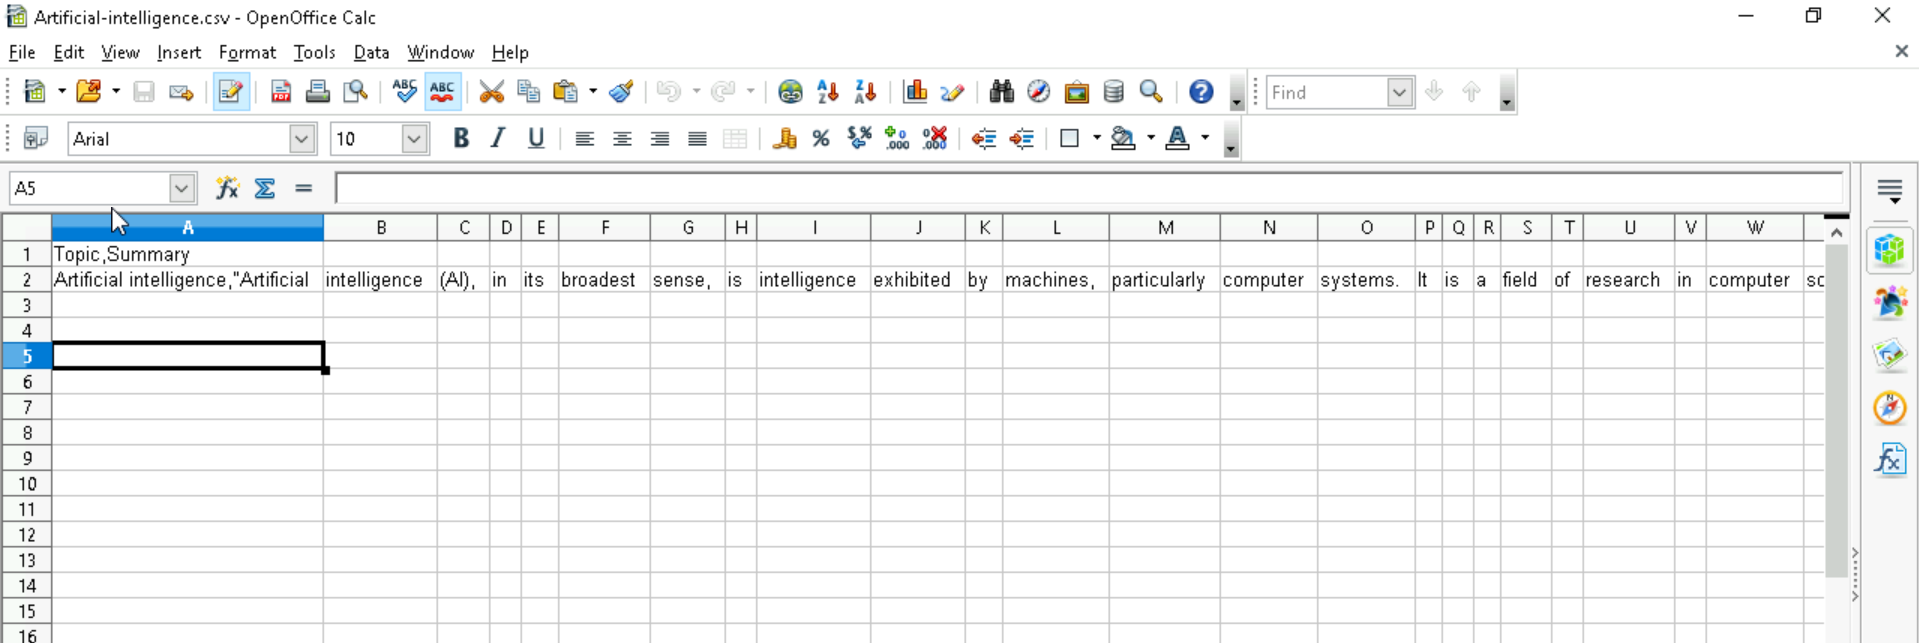 Artificial-intelligence.csv - OpenOffice Calc
File Edit View Insert Format Tools Data Window Help
ABC ABC Find
Arial 10 B I U
A5
A B C D E F G H I J K L M N O P Q R S T U V W
1 Topic,Summary
2 Artificial intelligence,"Artificial intelligence (AI), in its broadest sense, is intelligence exhibited by machines, particularly computer systems. It is a field of research in computer sc
3
4
5
6
7
8
9
10
11
12
13
14
15
16